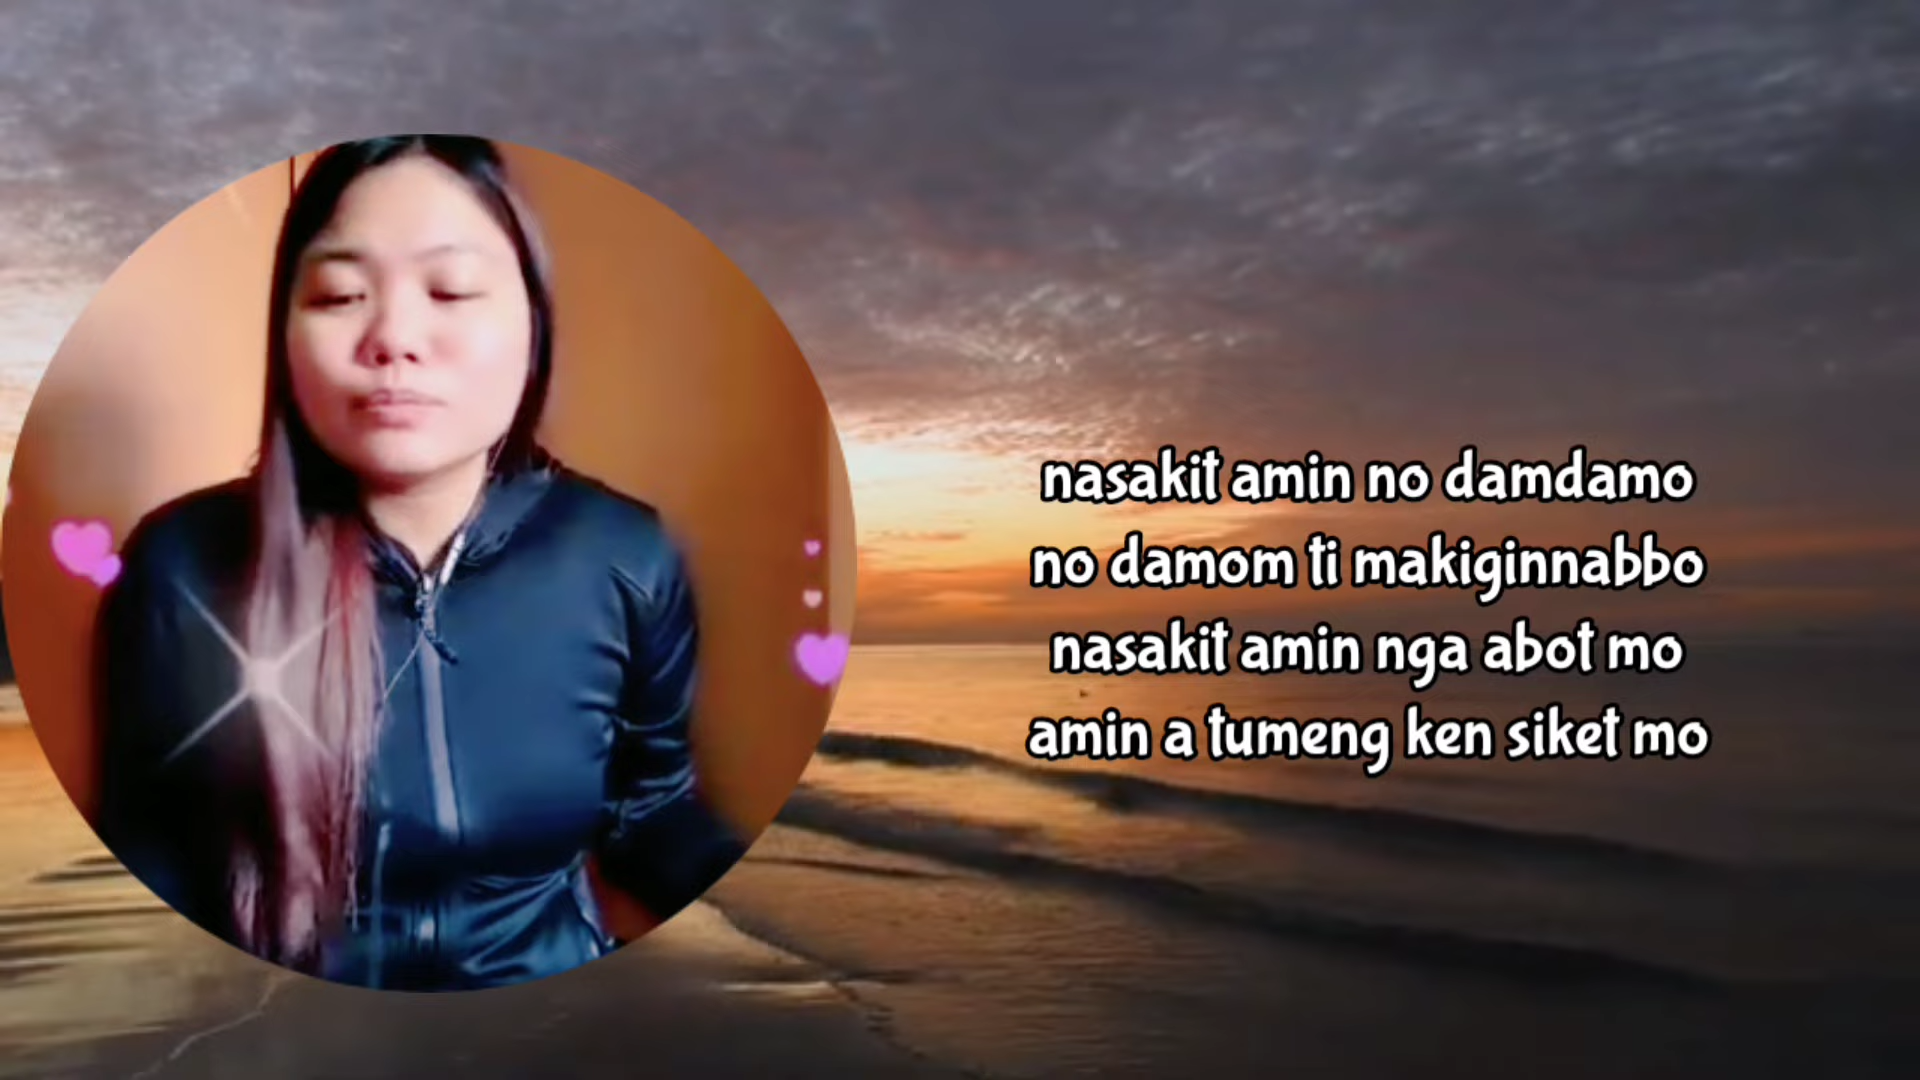 nasakit amin no damdamo
no damom ti makiginnabbo
nasakit amin nga abot mo
amin a tumeng ken siket mo